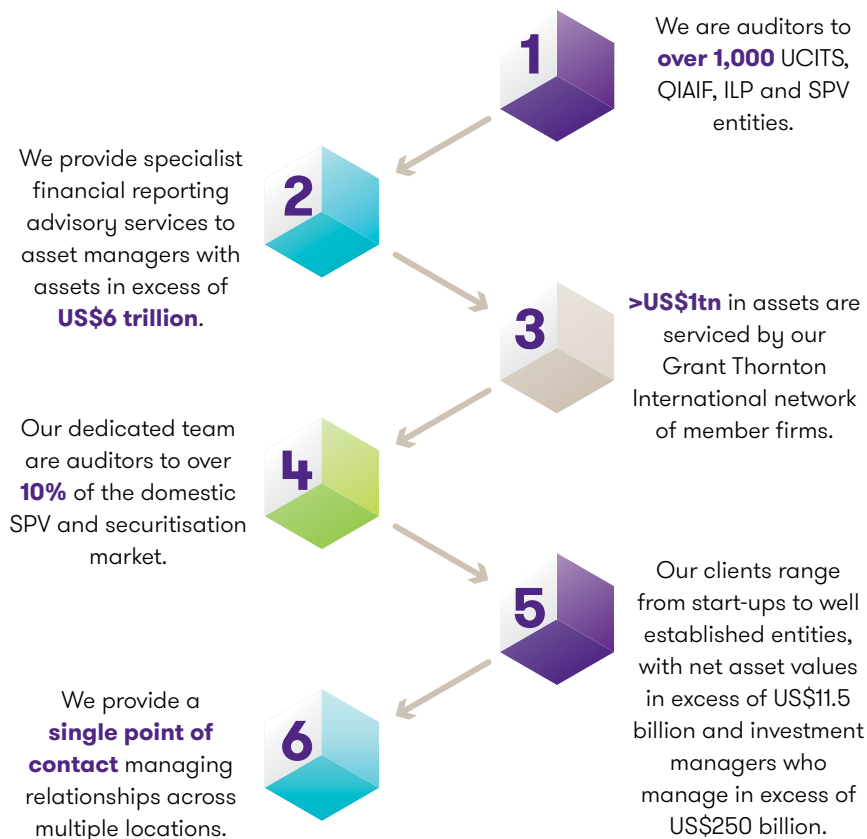 1
We are auditors to
over 1,000 UCITS,
QIAIF, ILP and SPV
entities.
2
We provide specialist
financial reporting
advisory services to
asset managers with
assets in excess of
US$6 trillion.
3
>US$1tn in assets are
serviced by our
Grant Thornton
International network
of member firms.
4
Our dedicated team
are auditors to over
10% of the domestic
SPV and securitisation
market.
5
Our clients range
from start-ups to well
established entities,
with net asset values
in excess of US$11.5
billion and investment
managers who
manage in excess of
US$250 billion.
6
We provide a
single point of
contact managing
relationships across
multiple locations.